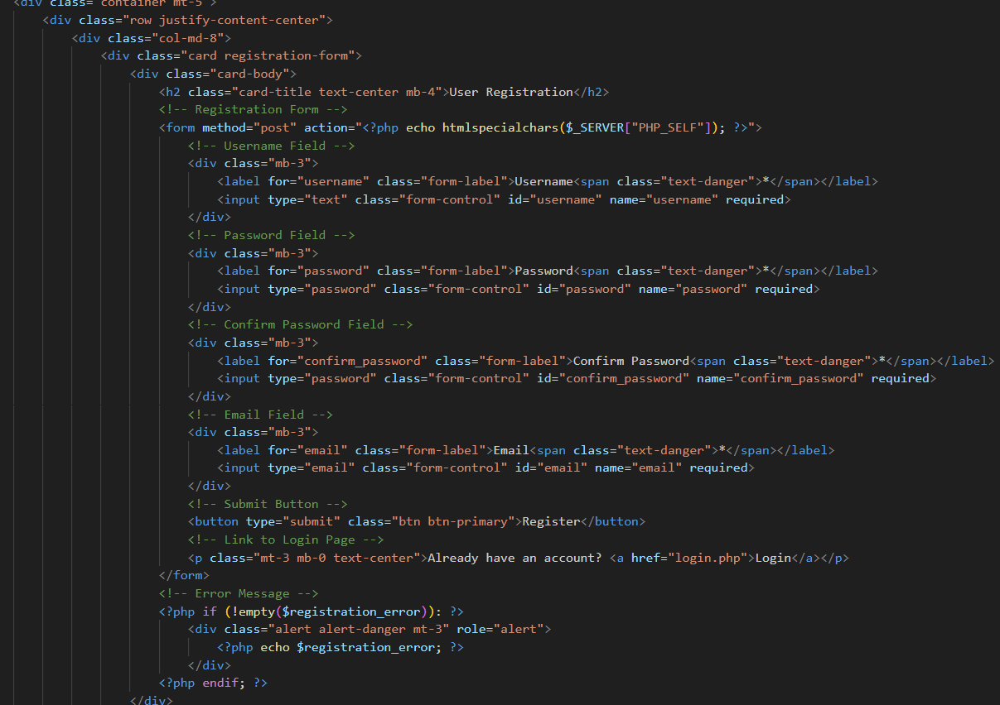 <div class="container mt-5">
<div class="row justify-content-center">
<div class="col-md-8">
<div class="card registration-form">
<div class="card-body">
<h2 class="card-title text-center mb-4">User Registration</h2>
<!-- Registration Form -->
<form method="post" action="<?php echo htmlspecialchars($_SERVER["PHP_SELF"]); ?>">
<!-- Username Field -->
<div class="mb-3">
<label for="username" class="form-label">Username<span class="text-danger">*</span></label>
<input type="text" class="form-control" id="username" name="username" required>
</div>
<!-- Password Field -->
<div class="mb-3">
<label for="password" class="form-label">Password<span class="text-danger">*</span></label>
<input type="password" class="form-control" id="password" name="password" required>
</div>
<!-- Confirm Password Field -->
<div class="mb-3">
<label for="confirm_password" class="form-label">Confirm Password<span class="text-danger">*</span></label>
<input type="password" class="form-control" id="confirm_password" name="confirm_password" required>
</div>
<!-- Email Field -->
<div class="mb-3">
<label for="email" class="form-label">Email<span class="text-danger">*</span></label>
<input type="email" class="form-control" id="email" name="email" required>
</div>
<!-- Submit Button -->
<button type="submit" class="btn btn-primary">Register</button>
<!-- Link to Login Page -->
<p class="mt-3 mb-0 text-center">Already have an account? <a href="login.php">Login</a></p>
</form>
<!-- Error Message -->
<?php if (!empty($registration_error)): ?>
<div class="alert alert-danger mt-3" role="alert">
<?php echo $registration_error; ?>
</div>
<?php endif; ?>
</div>